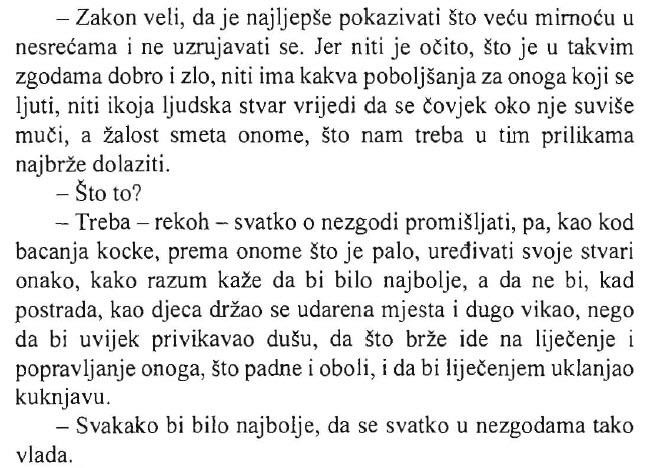 – Zakon veli, da je najljepše pokazivati što veću mirnoću u
nesrećama i ne uzrujavati se. Jer niti je očito, što je u takvim
zgodama dobro i zlo, niti ima kakva poboljšanja za onoga koji se
ljuti, niti ikoja ljudska stvar vrijedi da se čovjek oko nje suviše
muči, a žalost smeta onome, što nam treba u tim prilikama
najbrže dolaziti.
– Što to?
– Treba – rekoh – svatko o nezgodi promišljati, pa, kao kod
bacanja kocke, prema onome što je palo, uređivati svoje stvari
onako, kako razum kaže da bi bilo najbolje, a da ne bi, kad
postrada, kao djeca držao se udarena mjesta i dugo vikao, nego
da bi uvijek privikavao dušu, da što brže ide na liječenje i
popravljanje onoga, što padne i oboli, i da bi liječenjem uklanjao
kuknjavu.
– Svakako bi bilo najbolje, da se svatko u nezgodama tako
vlada.